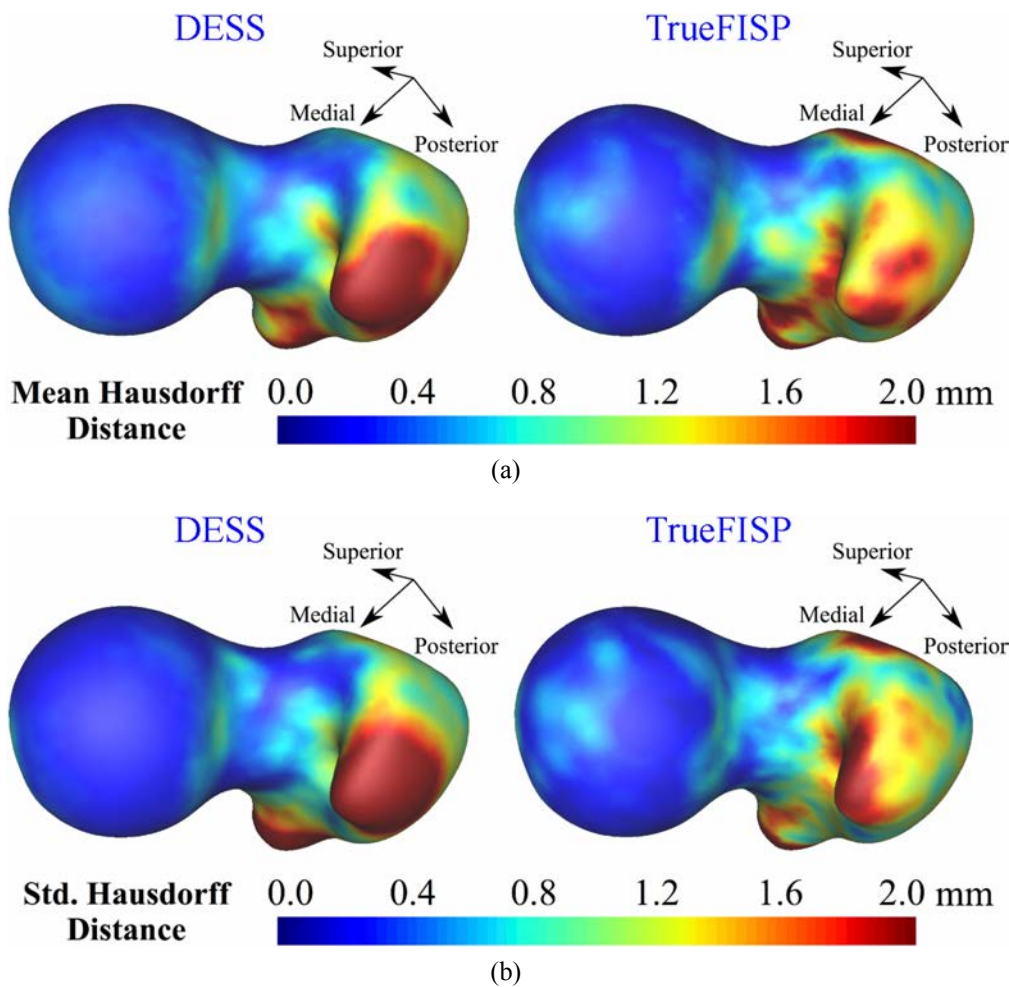 DESS TrueFISP
Superior Superior
Medial Medial
Posterior Posterior
Mean Hausdorff
Distance
0.0 0.4 0.8 1.2 1.6 2.0 mm
(a)
DESS TrueFISP
Superior Superior
Medial Medial
Posterior Posterior
Std. Hausdorff
Distance
0.0 0.4 0.8 1.2 1.6 2.0 mm
(b)